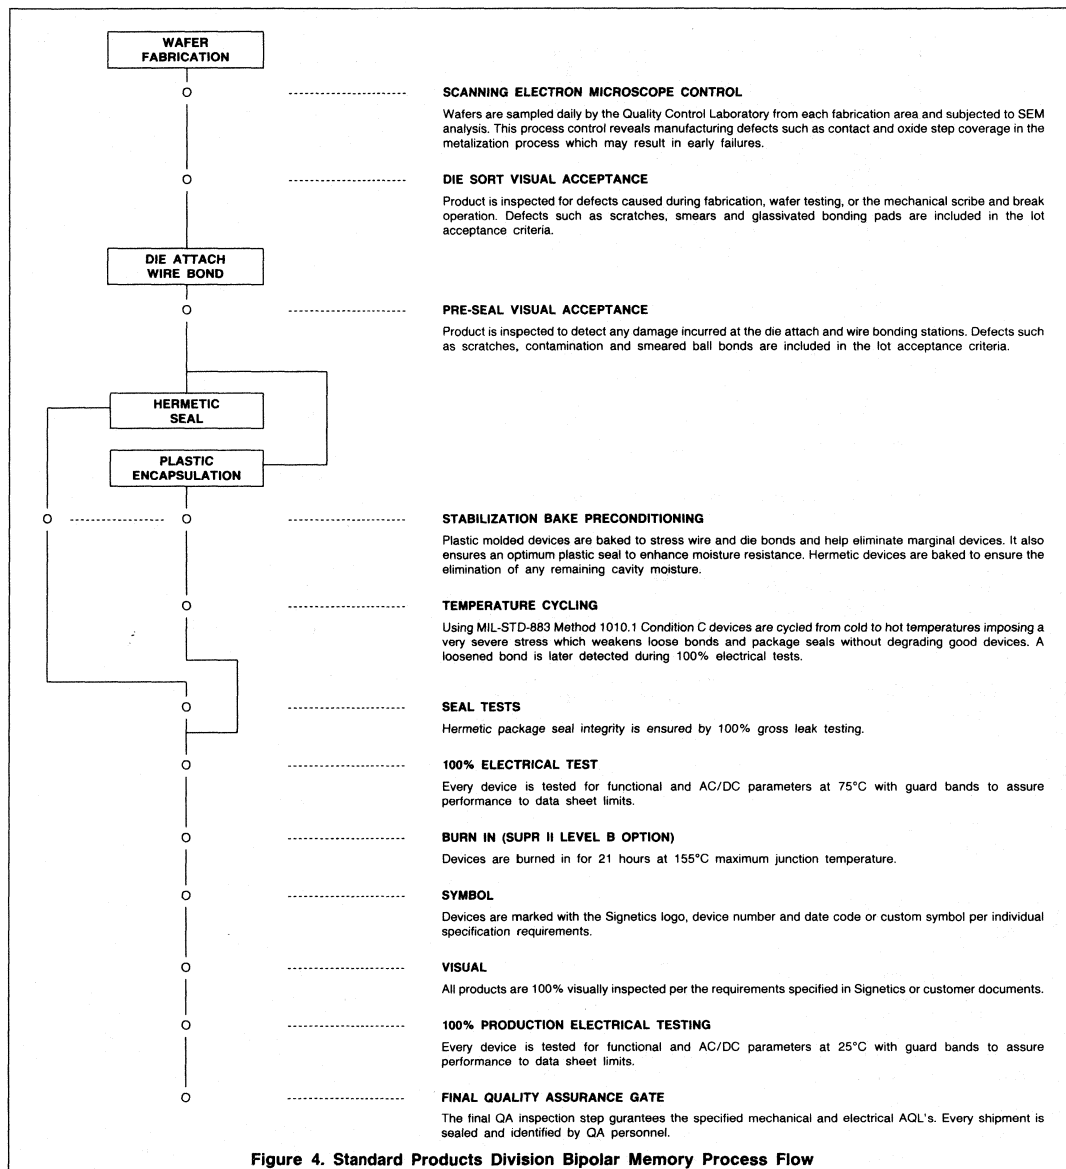 WAFER
FABRICATION
O
SCANNING ELECTRON MICROSCOPE CONTROL
Wafers are sampled daily by the Quality Control Laboratory from each fabrication area and subjected to SEM
analysis. This process control reveals manufacturing defects such as contact and oxide step coverage in the
metalization process which may result in early failures.
O
DIE SORT VISUAL ACCEPTANCE
Product is inspected for defects caused during fabrication, wafer testing, or the mechanical scribe and break
operation. Defects such as scratches, smears and glassivated bonding pads are included in the lot
acceptance criteria.
DIE ATTACH
WIRE BOND
O
PRE-SEAL VISUAL ACCEPTANCE
Product is inspected to detect any damage incurred at the die attach and wire bonding stations. Defects such
as scratches, contamination and smeared ball bonds are included in the lot acceptance criteria.
HERMETIC
SEAL
PLASTIC
ENCAPSULATION
O O
STABILIZATION BAKE PRECONDITIONING
Plastic molded devices are baked to stress wire and die bonds and help eliminate marginal devices. It also
ensures an optimum plastic seal to enhance moisture resistance. Hermetic devices are baked to ensure the
elimination of any remaining cavity moisture.
O
TEMPERATURE CYCLING
Using MIL-STD-883 Method 1010.1 Condition C devices are cycled from cold to hot temperatures imposing a
very severe stress which weakens loose bonds and package seals without degrading good devices. A
loosened bond is later detected during 100% electrical tests.
O
SEAL TESTS
Hermetic package seal integrity is ensured by 100% gross leak testing.
O
100% ELECTRICAL TEST
Every device is tested for functional and AC/DC parameters at 75°C with guard bands to assure
performance to data sheet limits.
O
BURN IN (SUPR II LEVEL B OPTION)
Devices are burned in for 21 hours at 155°C maximum junction temperature.
O
SYMBOL
Devices are marked with the Signetics logo, device number and date code or custom symbol per individual
specification requirements.
O
VISUAL
All products are 100% visually inspected per the requirements specified in Signetics or customer documents.
O
100% PRODUCTION ELECTRICAL TESTING
Every device is tested for functional and AC/DC parameters at 25°C with guard bands to assure
performance to data sheet limits.
O
FINAL QUALITY ASSURANCE GATE
The final QA inspection step gurantees the specified mechanical and electrical AQL's. Every shipment is
sealed and identified by QA personnel.
Figure 4. Standard Products Division Bipolar Memory Process Flow